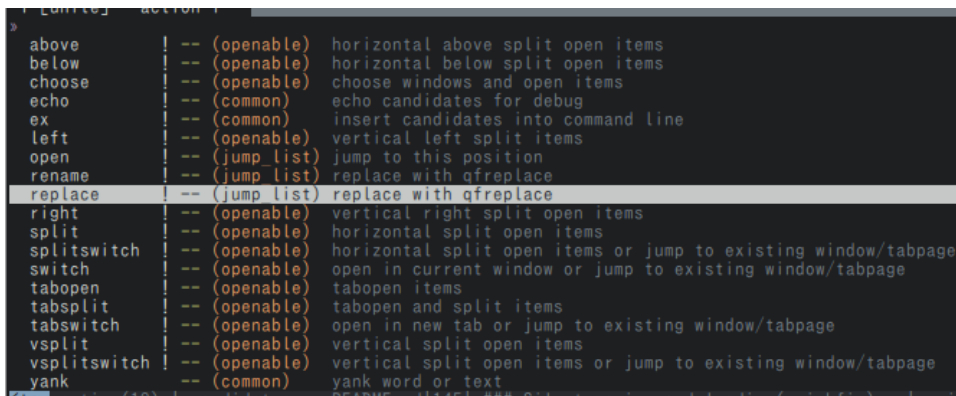 [unite] action
»
above ! -- (openable) horizontal above split open items
below ! -- (openable) horizontal below split open items
choose ! -- (openable) choose windows and open items
echo ! -- (common) echo candidates for debug
ex ! -- (common) insert candidates into command line
left ! -- (openable) vertical left split items
open ! -- (jump_list) jump to this position
rename ! -- (jump_list) replace with qfreplace
replace ! -- (jump_list) replace with qfreplace
right ! -- (openable) vertical right split open items
split ! -- (openable) horizontal split open items
splitswitch ! -- (openable) horizontal split open items or jump to existing window/tabpage
switch ! -- (openable) open in current window or jump to existing window/tabpage
tabopen ! -- (openable) tabopen items
tabsplit ! -- (openable) tabopen and split items
tabswitch ! -- (openable) open in new tab or jump to existing window/tabpage
vsplit ! -- (openable) vertical split open items
vsplitswitch ! -- (openable) vertical split open items or jump to existing window/tabpage
yank -- (common) yank word or text